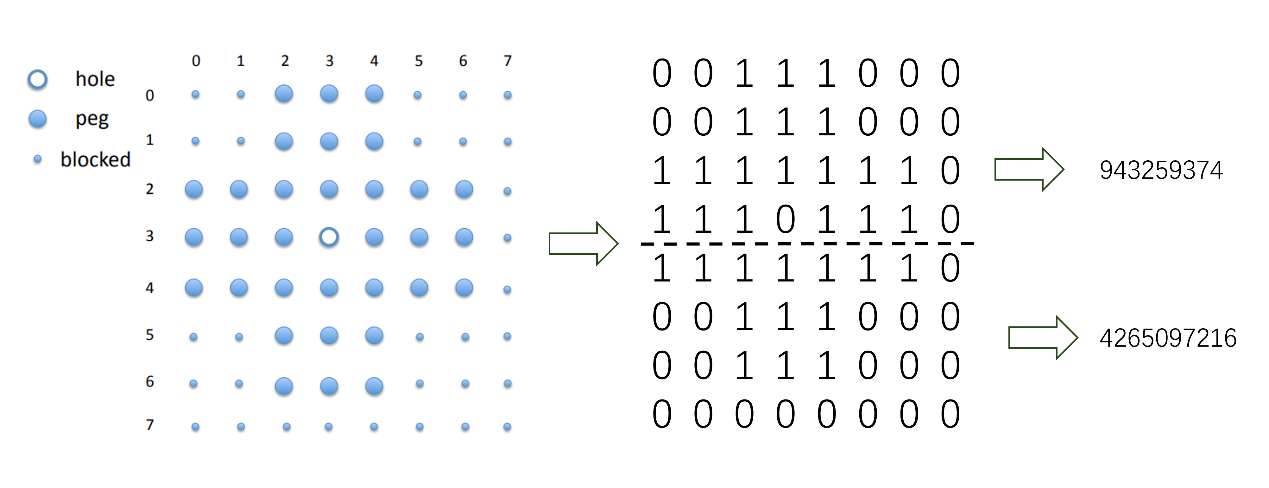 hole
peg
blocked
0 1 2 3 4 5 6 7
0
1
2
3
4
5
6
7
0 0 1 1 1 0 0 0
0 0 1 1 1 0 0 0
1 1 1 1 1 1 1 0
1 1 1 0 1 1 1 0
1 1 1 1 1 1 1 0
0 0 1 1 1 0 0 0
0 0 1 1 1 0 0 0
0 0 0 0 0 0 0 0
943259374
4265097216